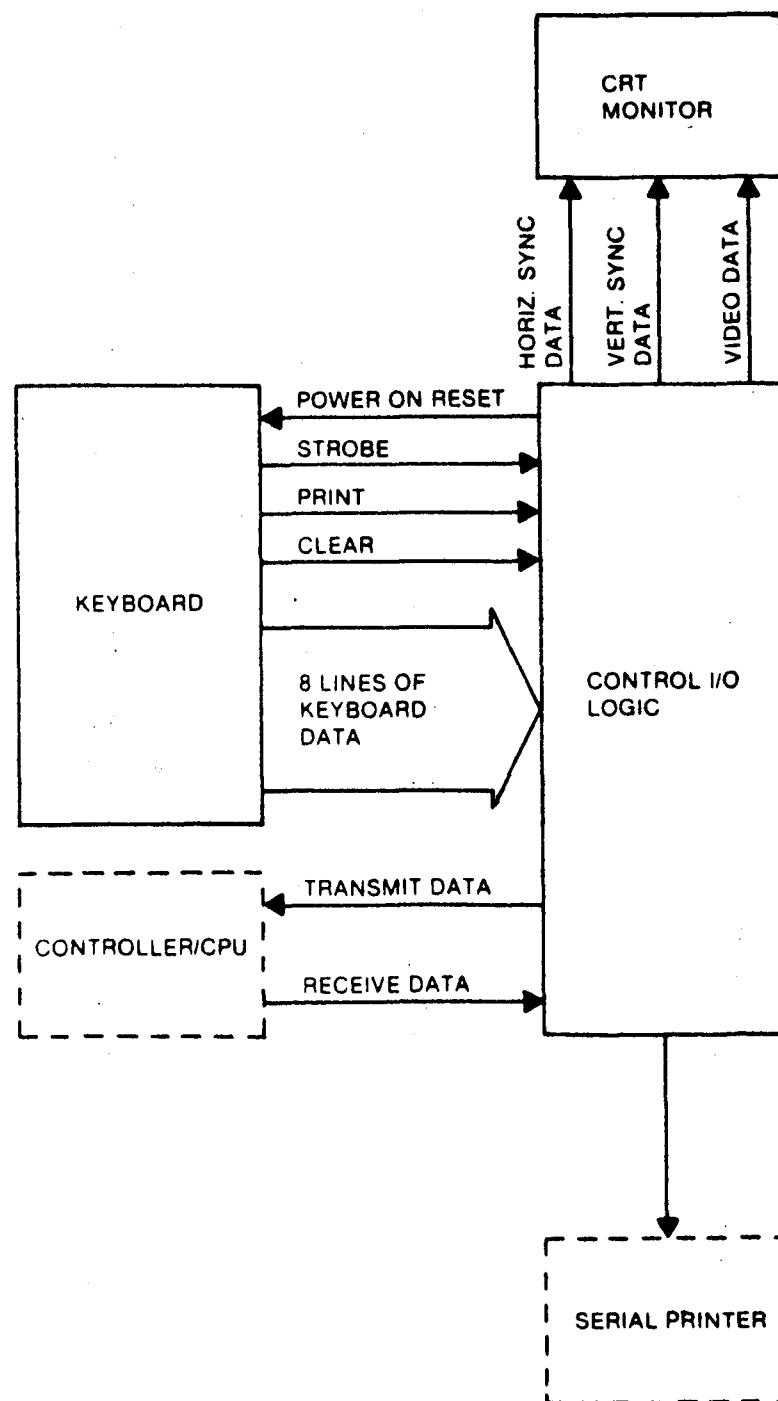 CRT
MONITOR
HORIZ. SYNC
DATA
VERT. SYNC
DATA
VIDEO DATA
POWER ON RESET
STROBE
PRINT
CLEAR
KEYBOARD
8 LINES OF
KEYBOARD
DATA
CONTROL I/O
LOGIC
TRANSMIT DATA
CONTROLLER/CPU
RECEIVE DATA
SERIAL PRINTER